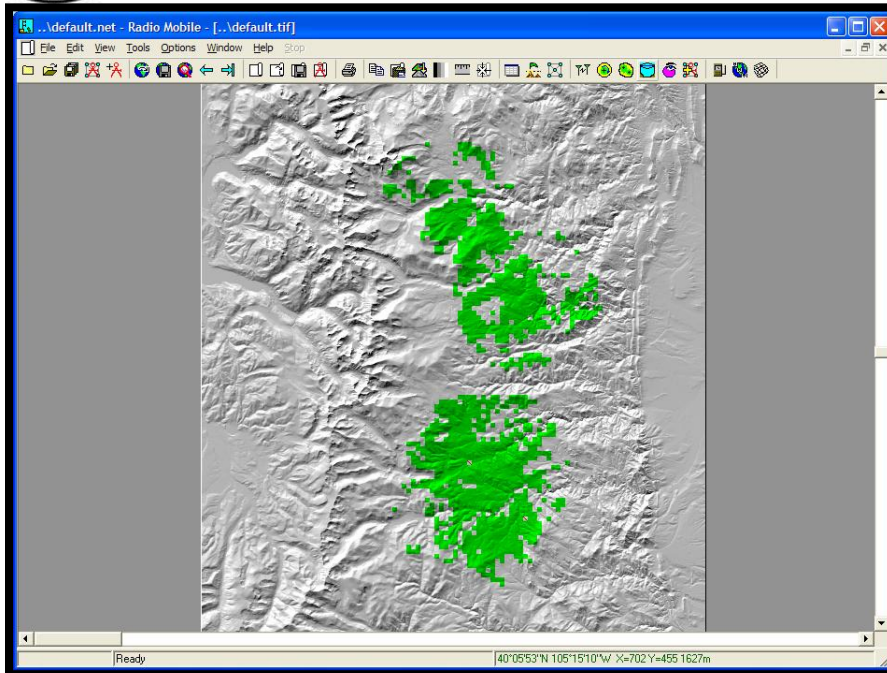 ..\default.net - Radio Mobile - [..\default.tif]
File Edit View Tools Options Window Help Stop
Ready 40°05'53"N 105°15'10"W X=702 Y=455 1627m